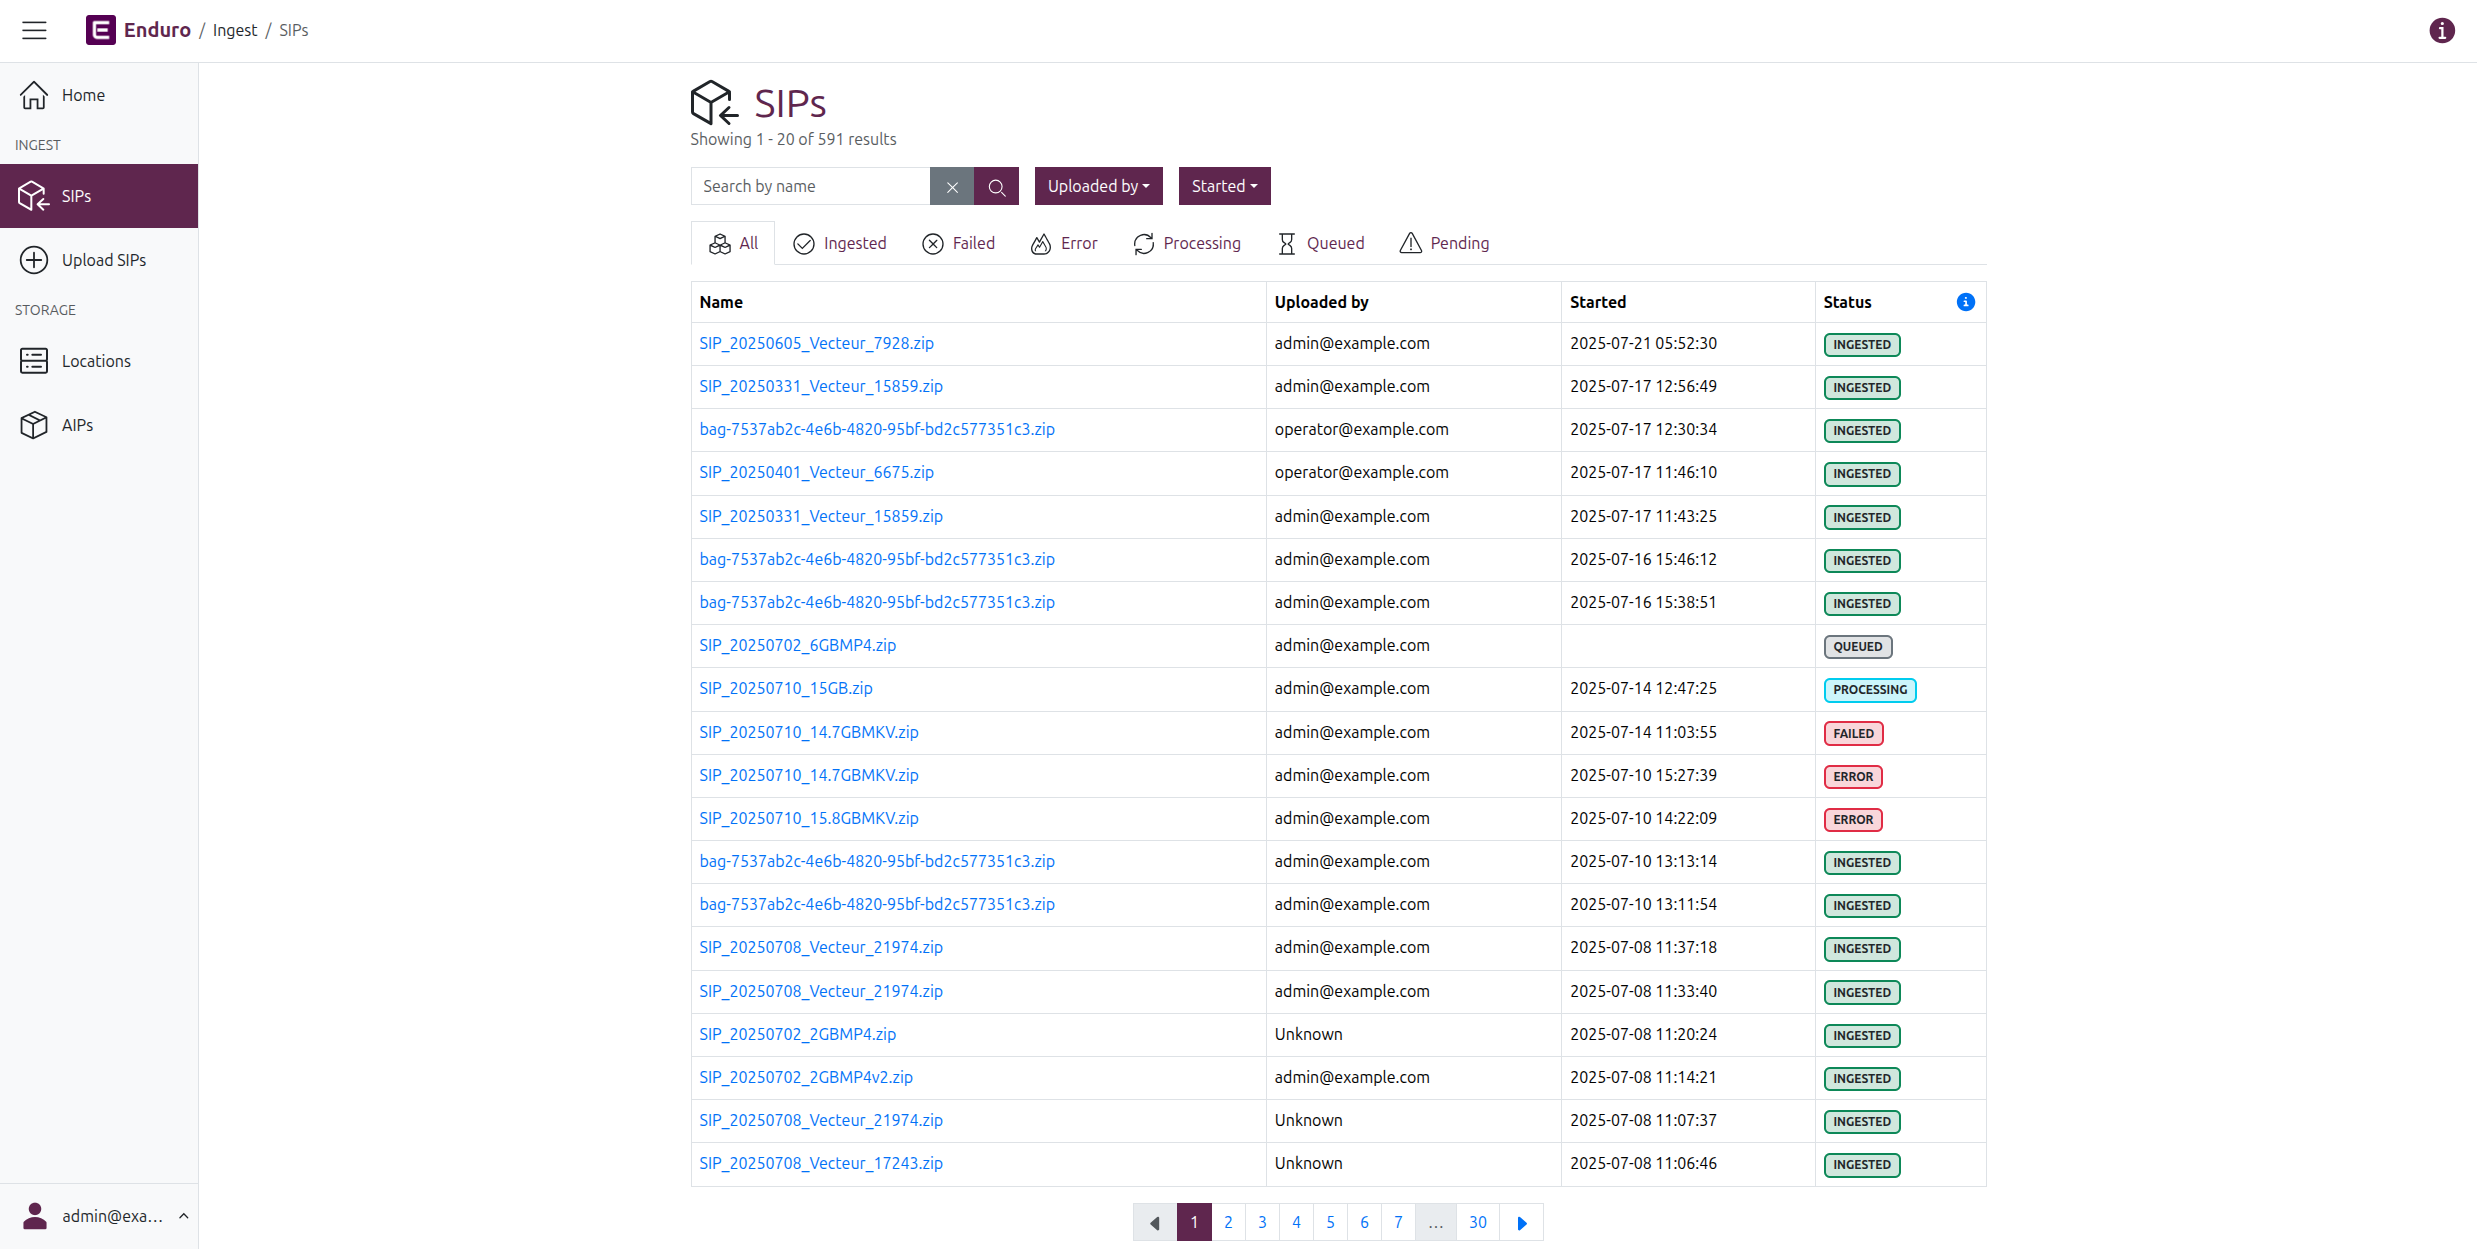 Enduro / Ingest / SIPs
Home
INGEST
SIPs
Upload SIPs
STORAGE
Locations
AIPs
admin@exa...
SIPs
Showing 1 - 20 of 591 results
Search by name
Uploaded by
Started
All Ingested Failed Error Processing Queued Pending
Name Uploaded by Started Status
SIP_20250605_Vecteur_7928.zip admin@example.com 2025-07-21 05:52:30 INGESTED
SIP_20250331_Vecteur_15859.zip admin@example.com 2025-07-17 12:56:49 INGESTED
bag-7537ab2c-4e6b-4820-95bf-bd2c577351c3.zip operator@example.com 2025-07-17 12:30:34 INGESTED
SIP_20250401_Vecteur_6675.zip operator@example.com 2025-07-17 11:46:10 INGESTED
SIP_20250331_Vecteur_15859.zip admin@example.com 2025-07-17 11:43:25 INGESTED
bag-7537ab2c-4e6b-4820-95bf-bd2c577351c3.zip admin@example.com 2025-07-16 15:46:12 INGESTED
bag-7537ab2c-4e6b-4820-95bf-bd2c577351c3.zip admin@example.com 2025-07-16 15:38:51 INGESTED
SIP_20250702_6GBMP4.zip admin@example.com QUEUED
SIP_20250710_15GB.zip admin@example.com 2025-07-14 12:47:25 PROCESSING
SIP_20250710_14.7GBMKV.zip admin@example.com 2025-07-14 11:03:55 FAILED
SIP_20250710_14.7GBMKV.zip admin@example.com 2025-07-10 15:27:39 ERROR
SIP_20250710_15.8GBMKV.zip admin@example.com 2025-07-10 14:22:09 ERROR
bag-7537ab2c-4e6b-4820-95bf-bd2c577351c3.zip admin@example.com 2025-07-10 13:13:14 INGESTED
bag-7537ab2c-4e6b-4820-95bf-bd2c577351c3.zip admin@example.com 2025-07-10 13:11:54 INGESTED
SIP_20250708_Vecteur_21974.zip admin@example.com 2025-07-08 11:37:18 INGESTED
SIP_20250708_Vecteur_21974.zip admin@example.com 2025-07-08 11:33:40 INGESTED
SIP_20250702_2GBMP4.zip Unknown 2025-07-08 11:20:24 INGESTED
SIP_20250702_2GBMP4v2.zip admin@example.com 2025-07-08 11:14:21 INGESTED
SIP_20250708_Vecteur_21974.zip Unknown 2025-07-08 11:07:37 INGESTED
SIP_20250708_Vecteur_17243.zip Unknown 2025-07-08 11:06:46 INGESTED
1 2 3 4 5 6 7 ... 30